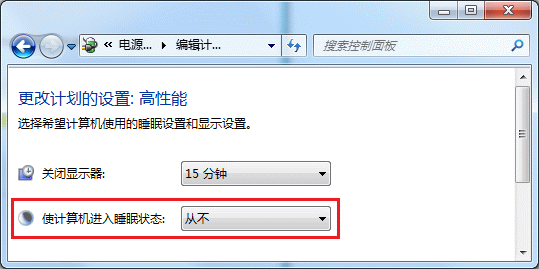 « 电源... ▸ 编辑计... 搜索控制面板
更改计划的设置: 高性能
选择希望计算机使用的睡眠设置和显示设置。
关闭显示器: 15 分钟
使计算机进入睡眠状态: 从不